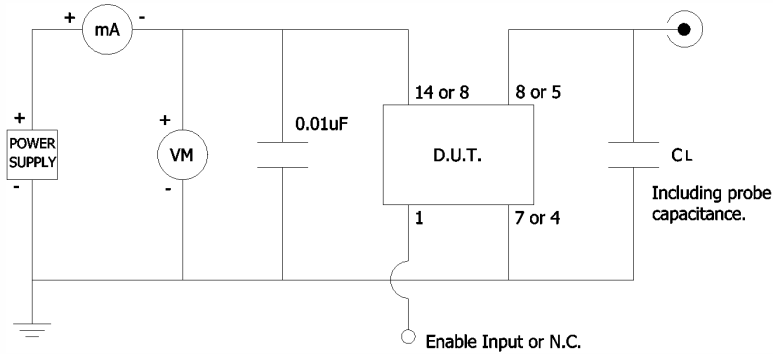 + mA -
14 or 8
8 or 5
+
POWER
SUPPLY
-
+
VM
-
0.01uF
D.U.T.
CL
Including probe
capacitance.
1
7 or 4
Enable Input or N.C.